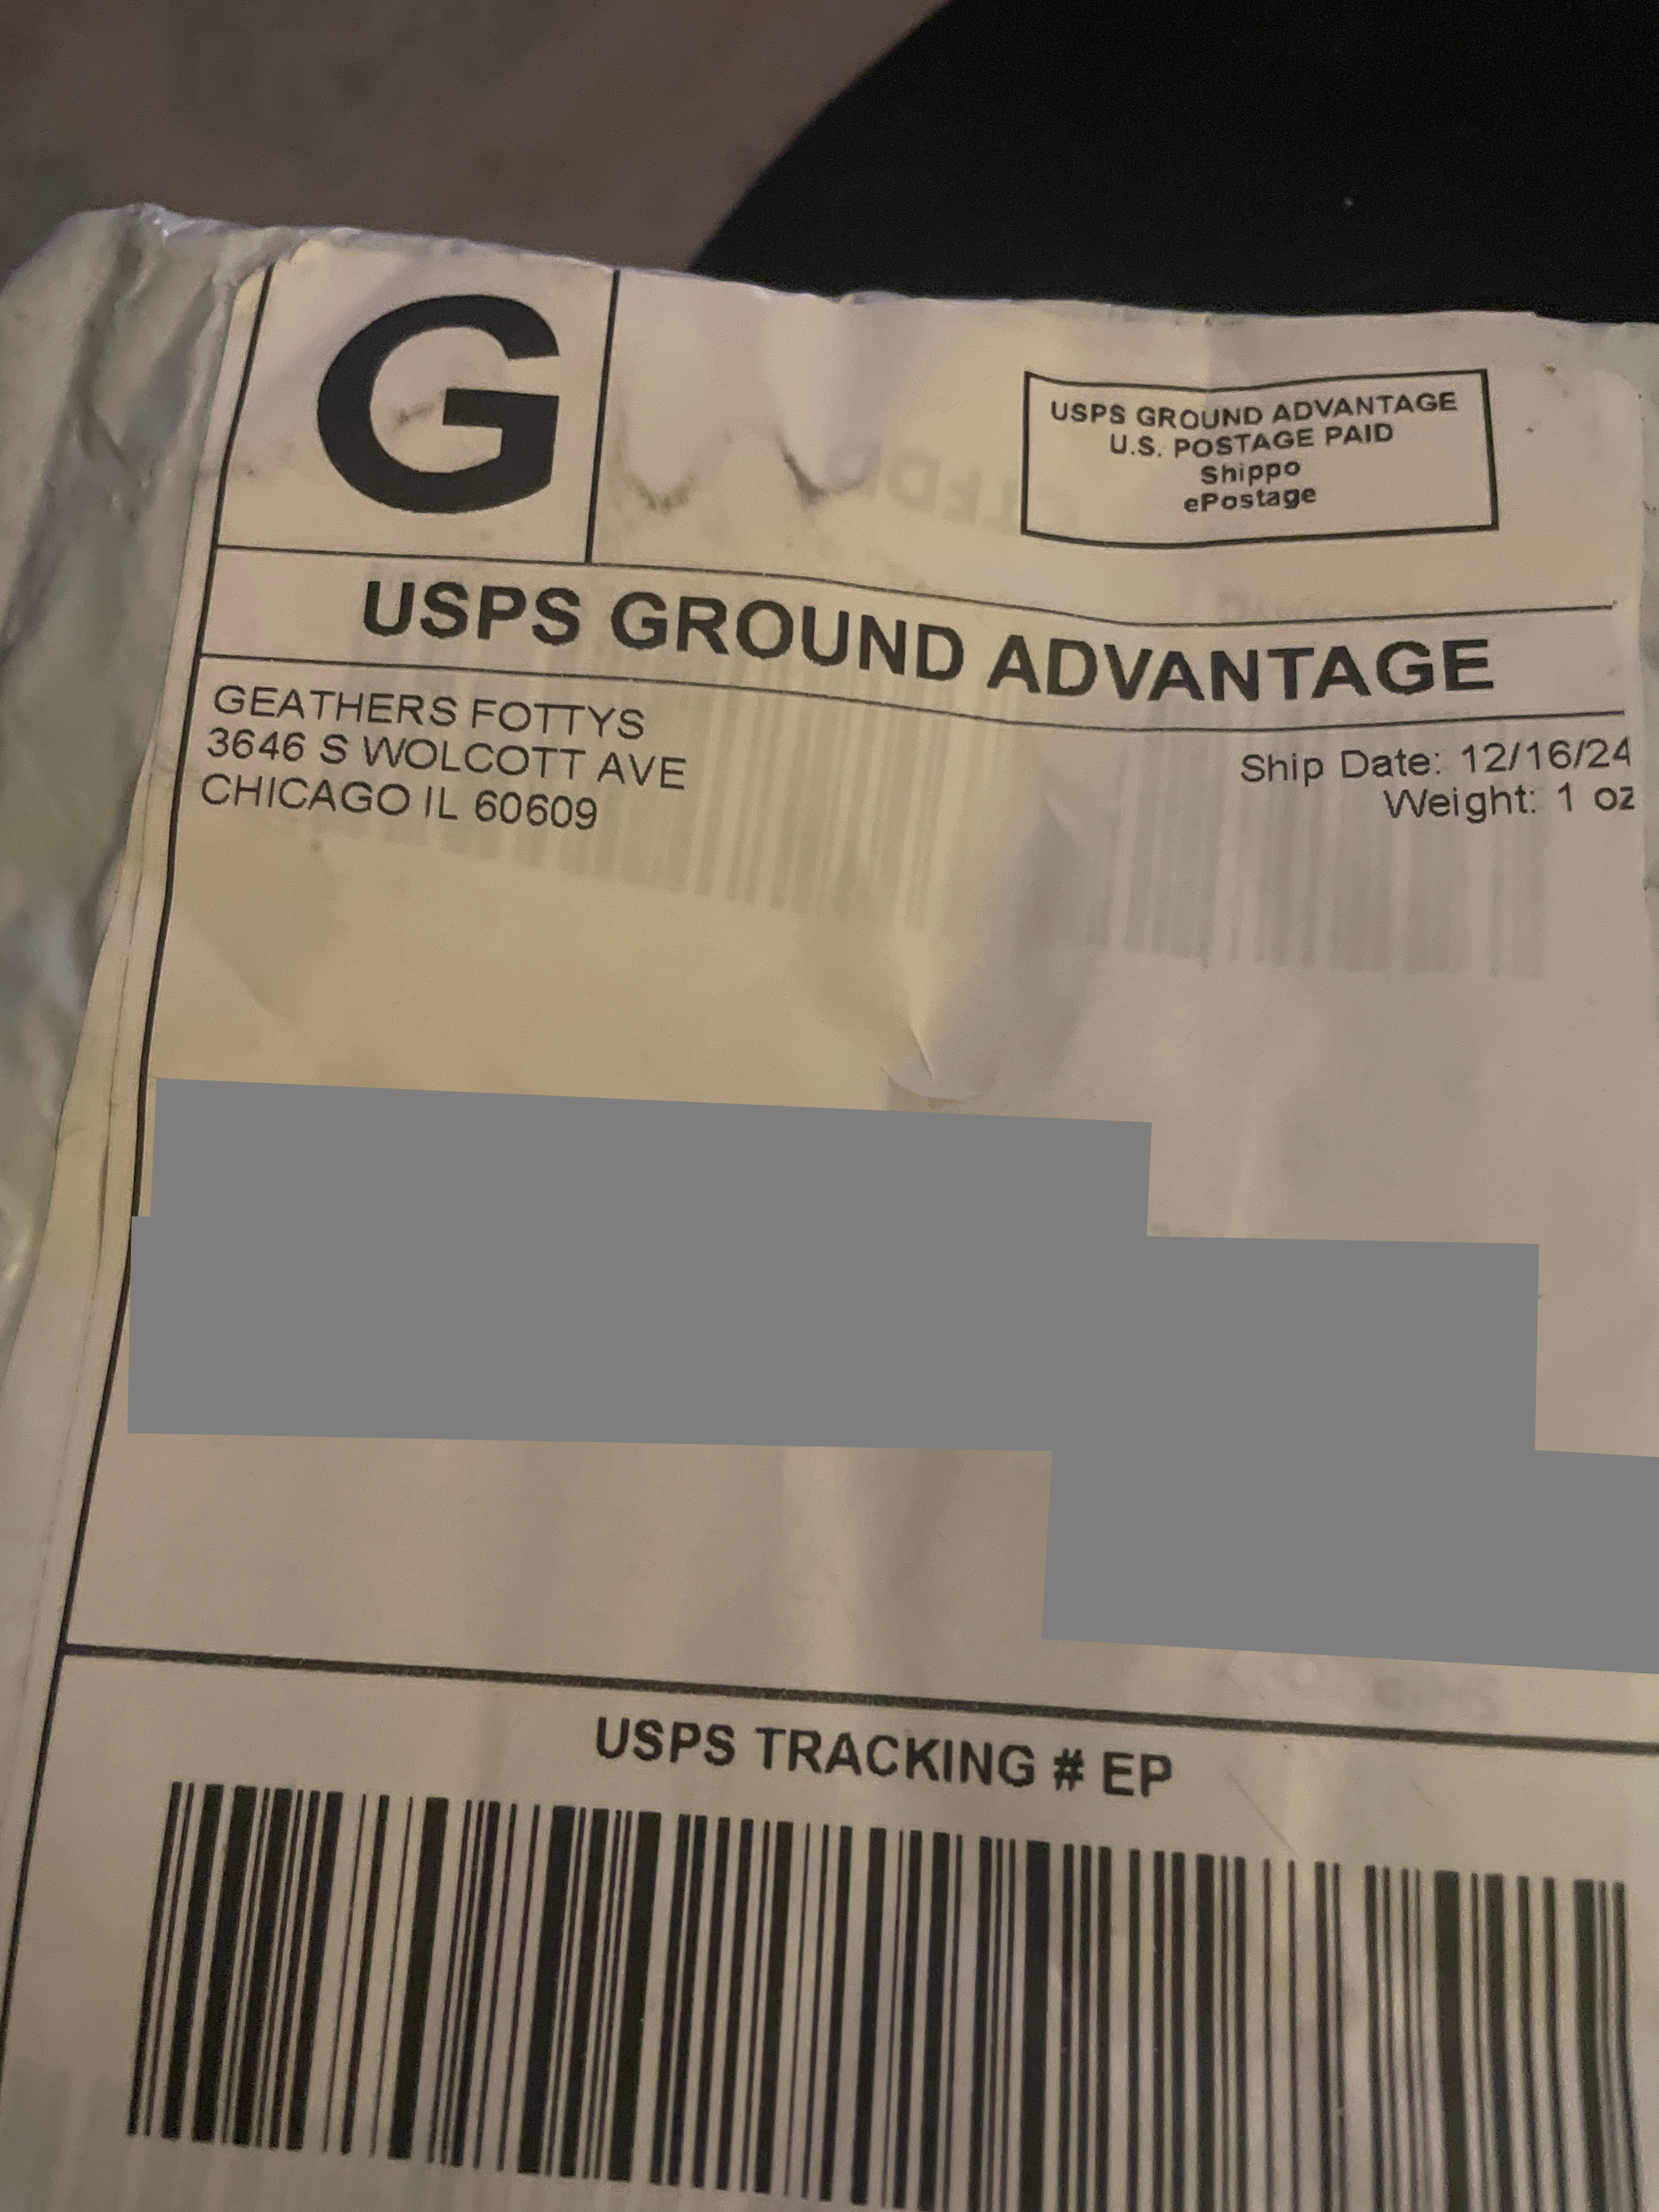 G
USPS GROUND ADVANTAGE
U.S. POSTAGE PAID
Shippo
ePostage
USPS GROUND ADVANTAGE
GEATHERS FOTTYS
3646 S WOLCOTT AVE
CHICAGO IL 60609
Ship Date: 12/16/24
Weight: 1 oz
USPS TRACKING # EP